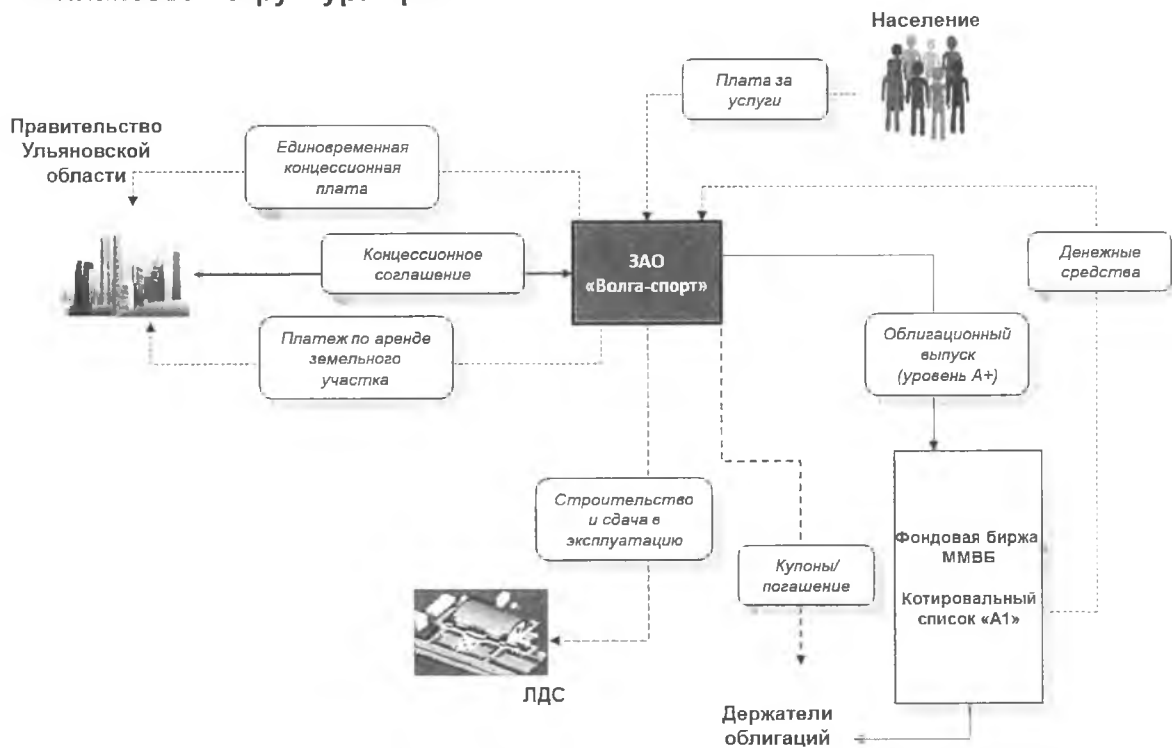 Население
Плата за
услуги
Правительство
Ульяновской
области
Единовременная
концессионная
плата
Концессионное
соглашение
ЗАО
«Волга-спорт»
Денежные
средства
Платеж по аренде
земельного
участка
Облигационный
выпуск
(уровень А+)
Строительство
и сдача в
эксплуатацию
Купоны/
погашение
Фондовая биржа
ММВБ
Котировальный
список «А1»
ЛДС
Держатели
облигаций